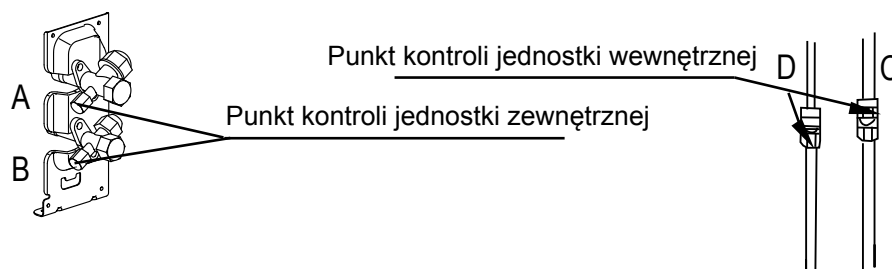 Punkt kontroli jednostki wewnętrznej
D
C
A
Punkt kontroli jednostki zewnętrznej
B